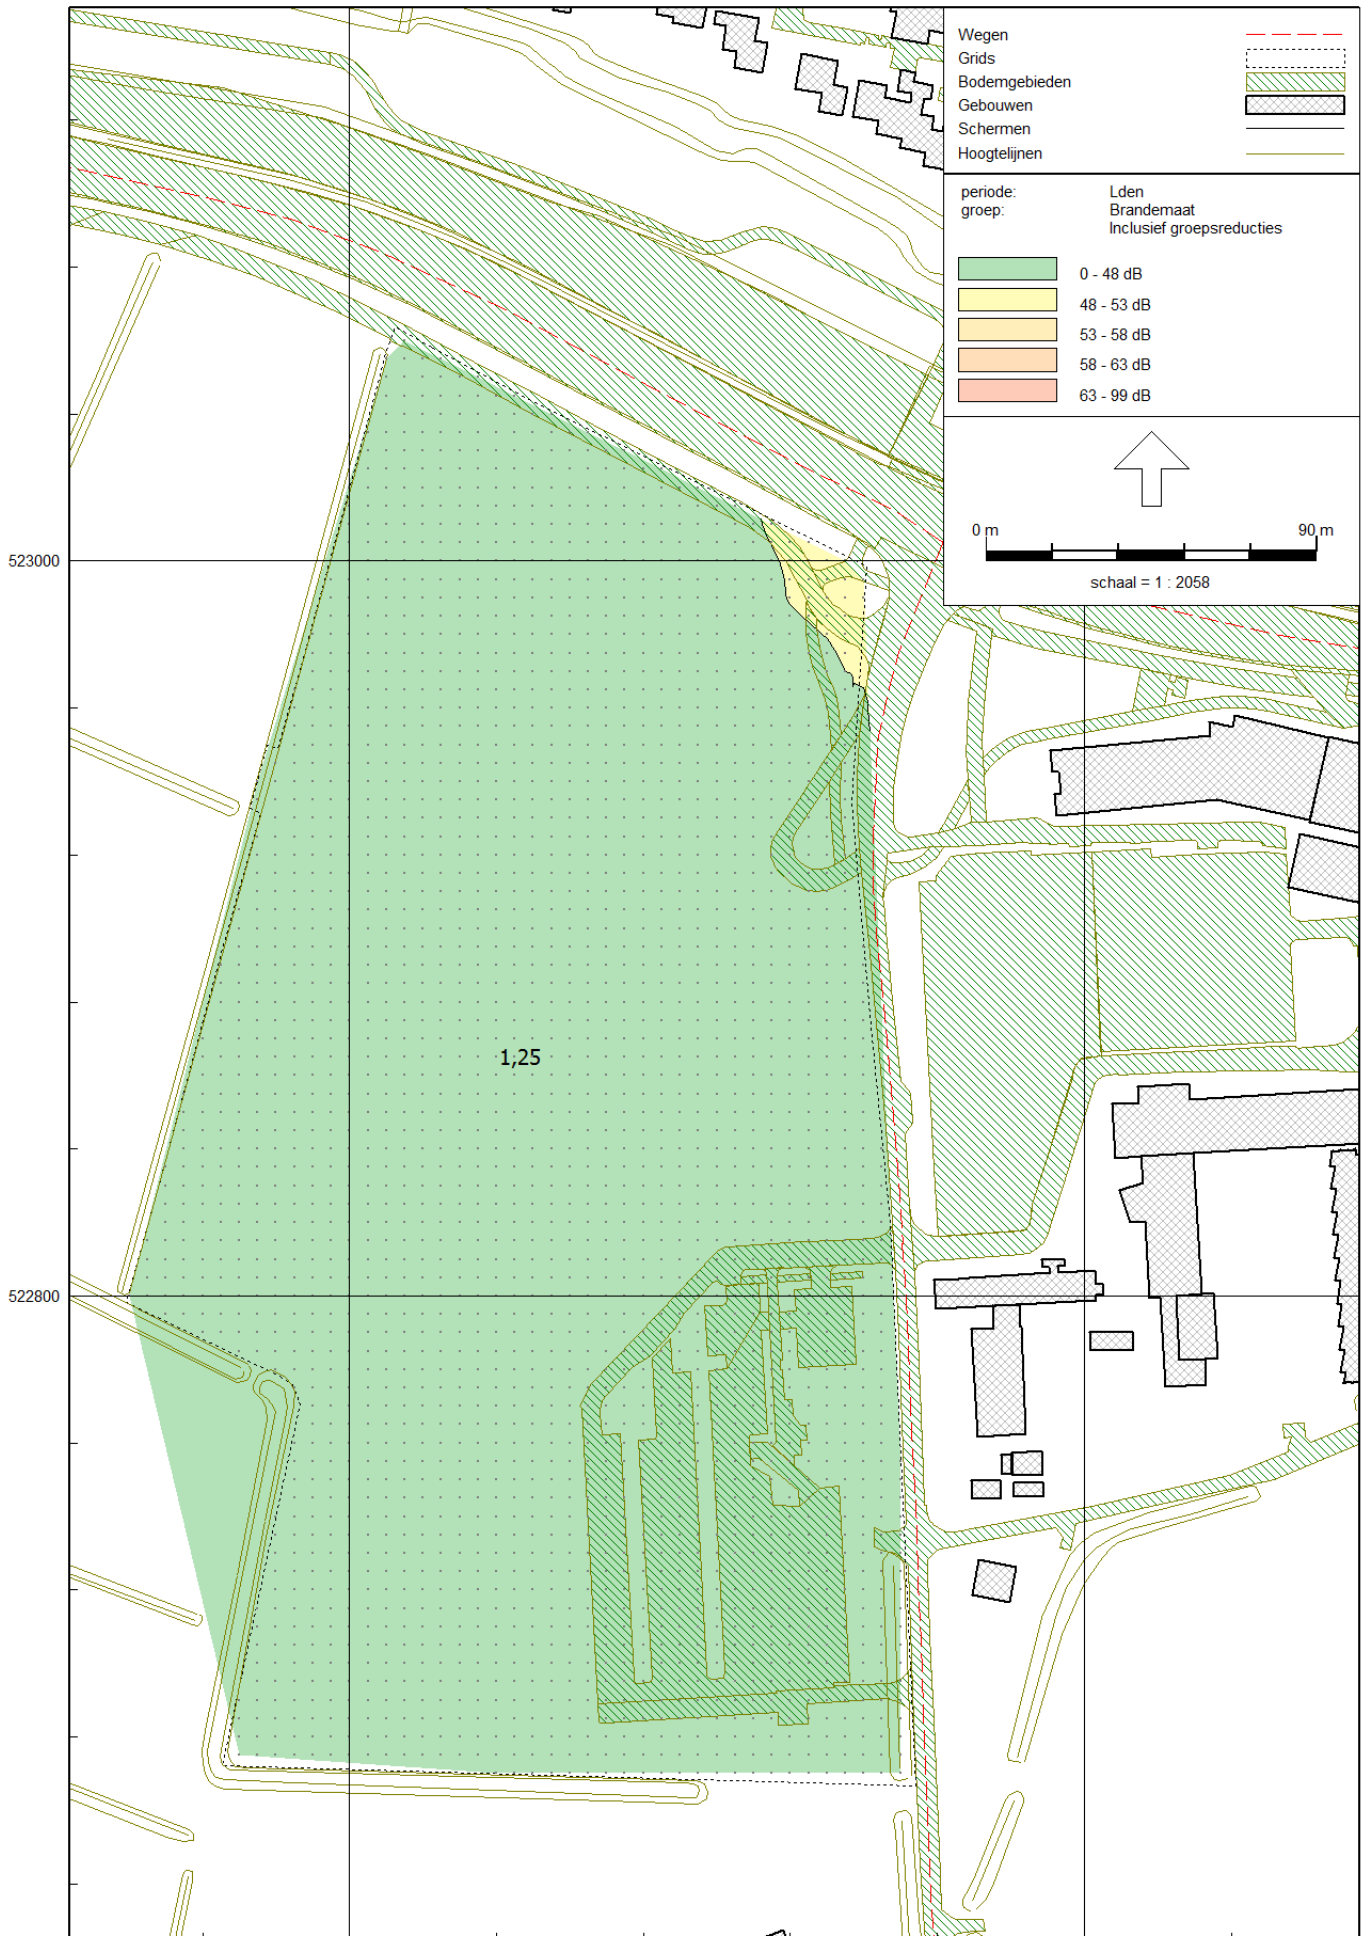 Wegen
Grids
Bodemgebieden
Gebouwen
Schermen
Hoogtelijnen
periode: Lden
groep: Brandemaat
Inclusief groepsreducties
0 - 48 dB
48 - 53 dB
53 - 58 dB
58 - 63 dB
63 - 99 dB
0 m 90 m
schaal = 1 : 2058
523000
1,25
522800